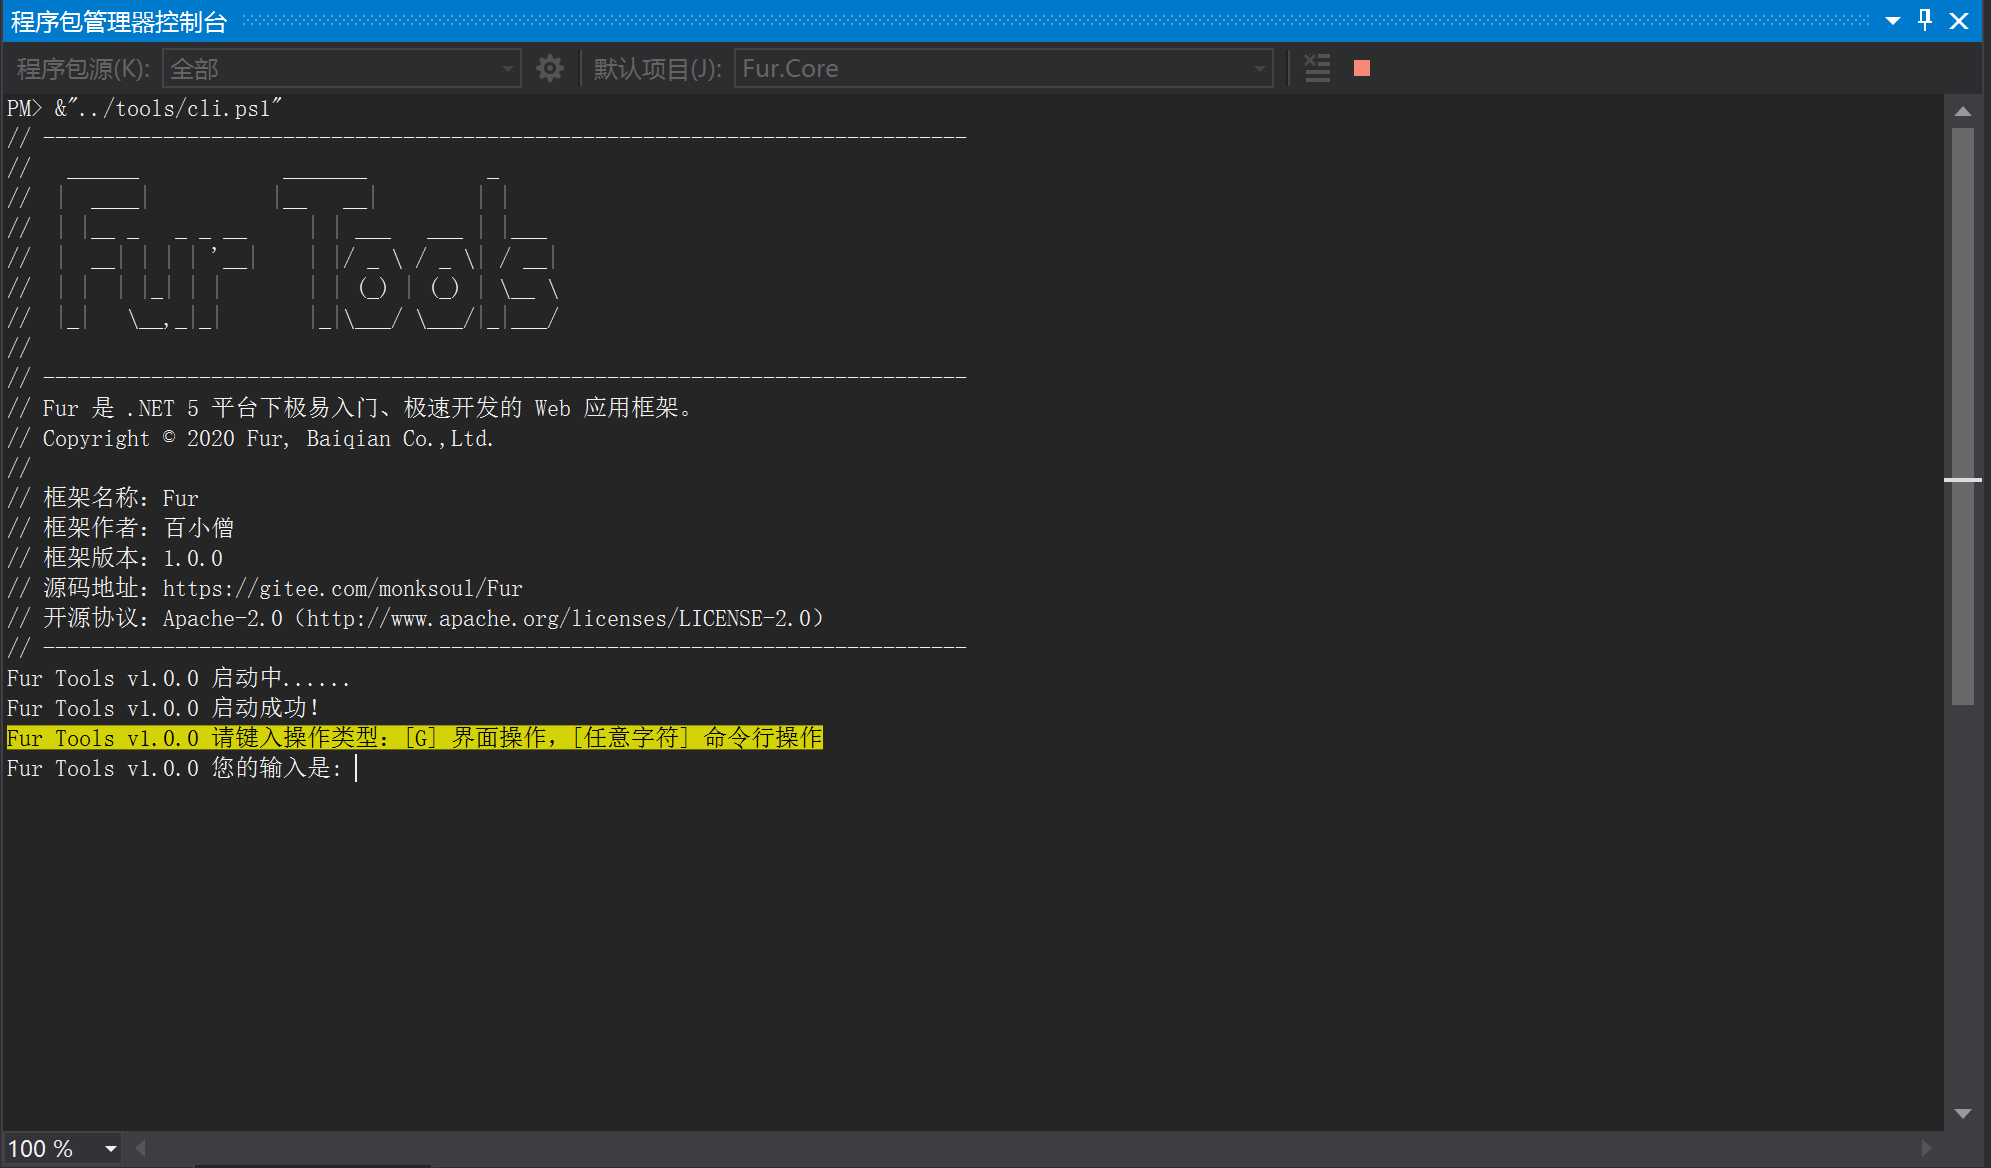 程序包管理器控制台
程序包源(K): 全部 默认项目(J): Fur.Core
PM> &"../tools/cli.ps1"
// -----------------------------------------------------------------------------
//   ______            _______          _
//  |  ____|          |__   __|        | |
//  | |__ _   _ _ __     | | ___   ___ | |___
//  |  __| | | | '__|    | |/ _ \ / _ \| / __|
//  | |  | |_| | |       | | (_) | (_) | \__ \
//  |_|   \__,_|_|       |_|\___/ \___/|_|___/
//
// -----------------------------------------------------------------------------
// Fur 是 .NET 5 平台下极易入门、极速开发的 Web 应用框架。
// Copyright © 2020 Fur, Baiqian Co.,Ltd.
//
// 框架名称：Fur
// 框架作者：百小僧
// 框架版本：1.0.0
// 源码地址：https://gitee.com/monksoul/Fur
// 开源协议：Apache-2.0（http://www.apache.org/licenses/LICENSE-2.0）
// -----------------------------------------------------------------------------
Fur Tools v1.0.0 启动中......
Fur Tools v1.0.0 启动成功！
Fur Tools v1.0.0 请键入操作类型：[G] 界面操作，[任意字符] 命令行操作
Fur Tools v1.0.0 您的输入是:
100 %